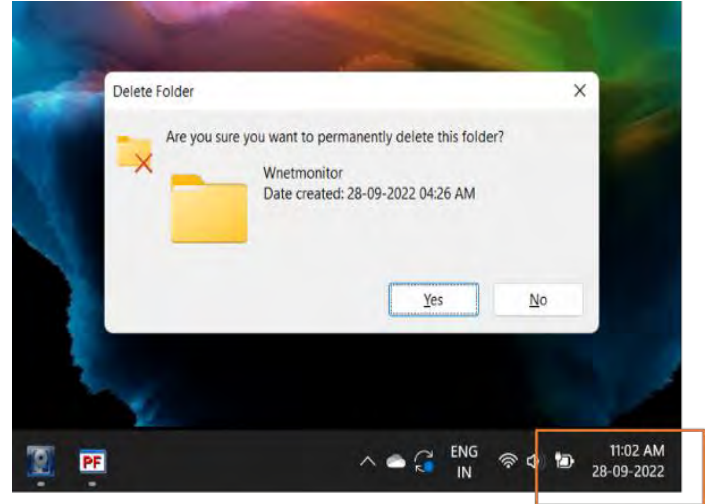 Delete Folder
Are you sure you want to permanently delete this folder?
Wnetmonitor
Date created: 28-09-2022 04:26 AM
Yes
No
PF
ENG
IN
11:02 AM
28-09-2022